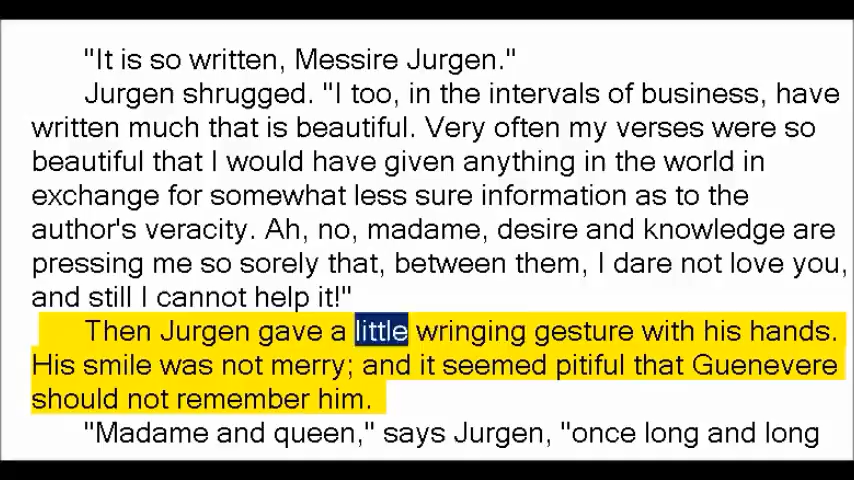 "It is so written, Messire Jurgen."
Jurgen shrugged. "I too, in the intervals of business, have
written much that is beautiful. Very often my verses were so
beautiful that I would have given anything in the world in
exchange for somewhat less sure information as to the
author's veracity. Ah, no, madame, desire and knowledge are
pressing me so sorely that, between them, I dare not love you,
and still I cannot help it!"
Then Jurgen gave a little wringing gesture with his hands.
His smile was not merry; and it seemed pitiful that Guenevere
should not remember him.
"Madame and queen," says Jurgen, "once long and long